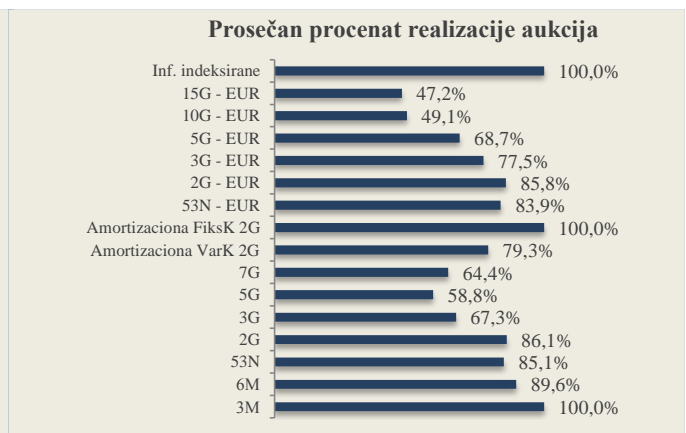 Prosečan procenat realizacije aukcija
Inf. indeksirane 100,0%
15G - EUR 47,2%
10G - EUR 49,1%
5G - EUR 68,7%
3G - EUR 77,5%
2G - EUR 85,8%
53N - EUR 83,9%
Amortizaciona FiksK 2G 100,0%
Amortizaciona VarK 2G 79,3%
7G 64,4%
5G 58,8%
3G 67,3%
2G 86,1%
53N 85,1%
6M 89,6%
3M 100,0%